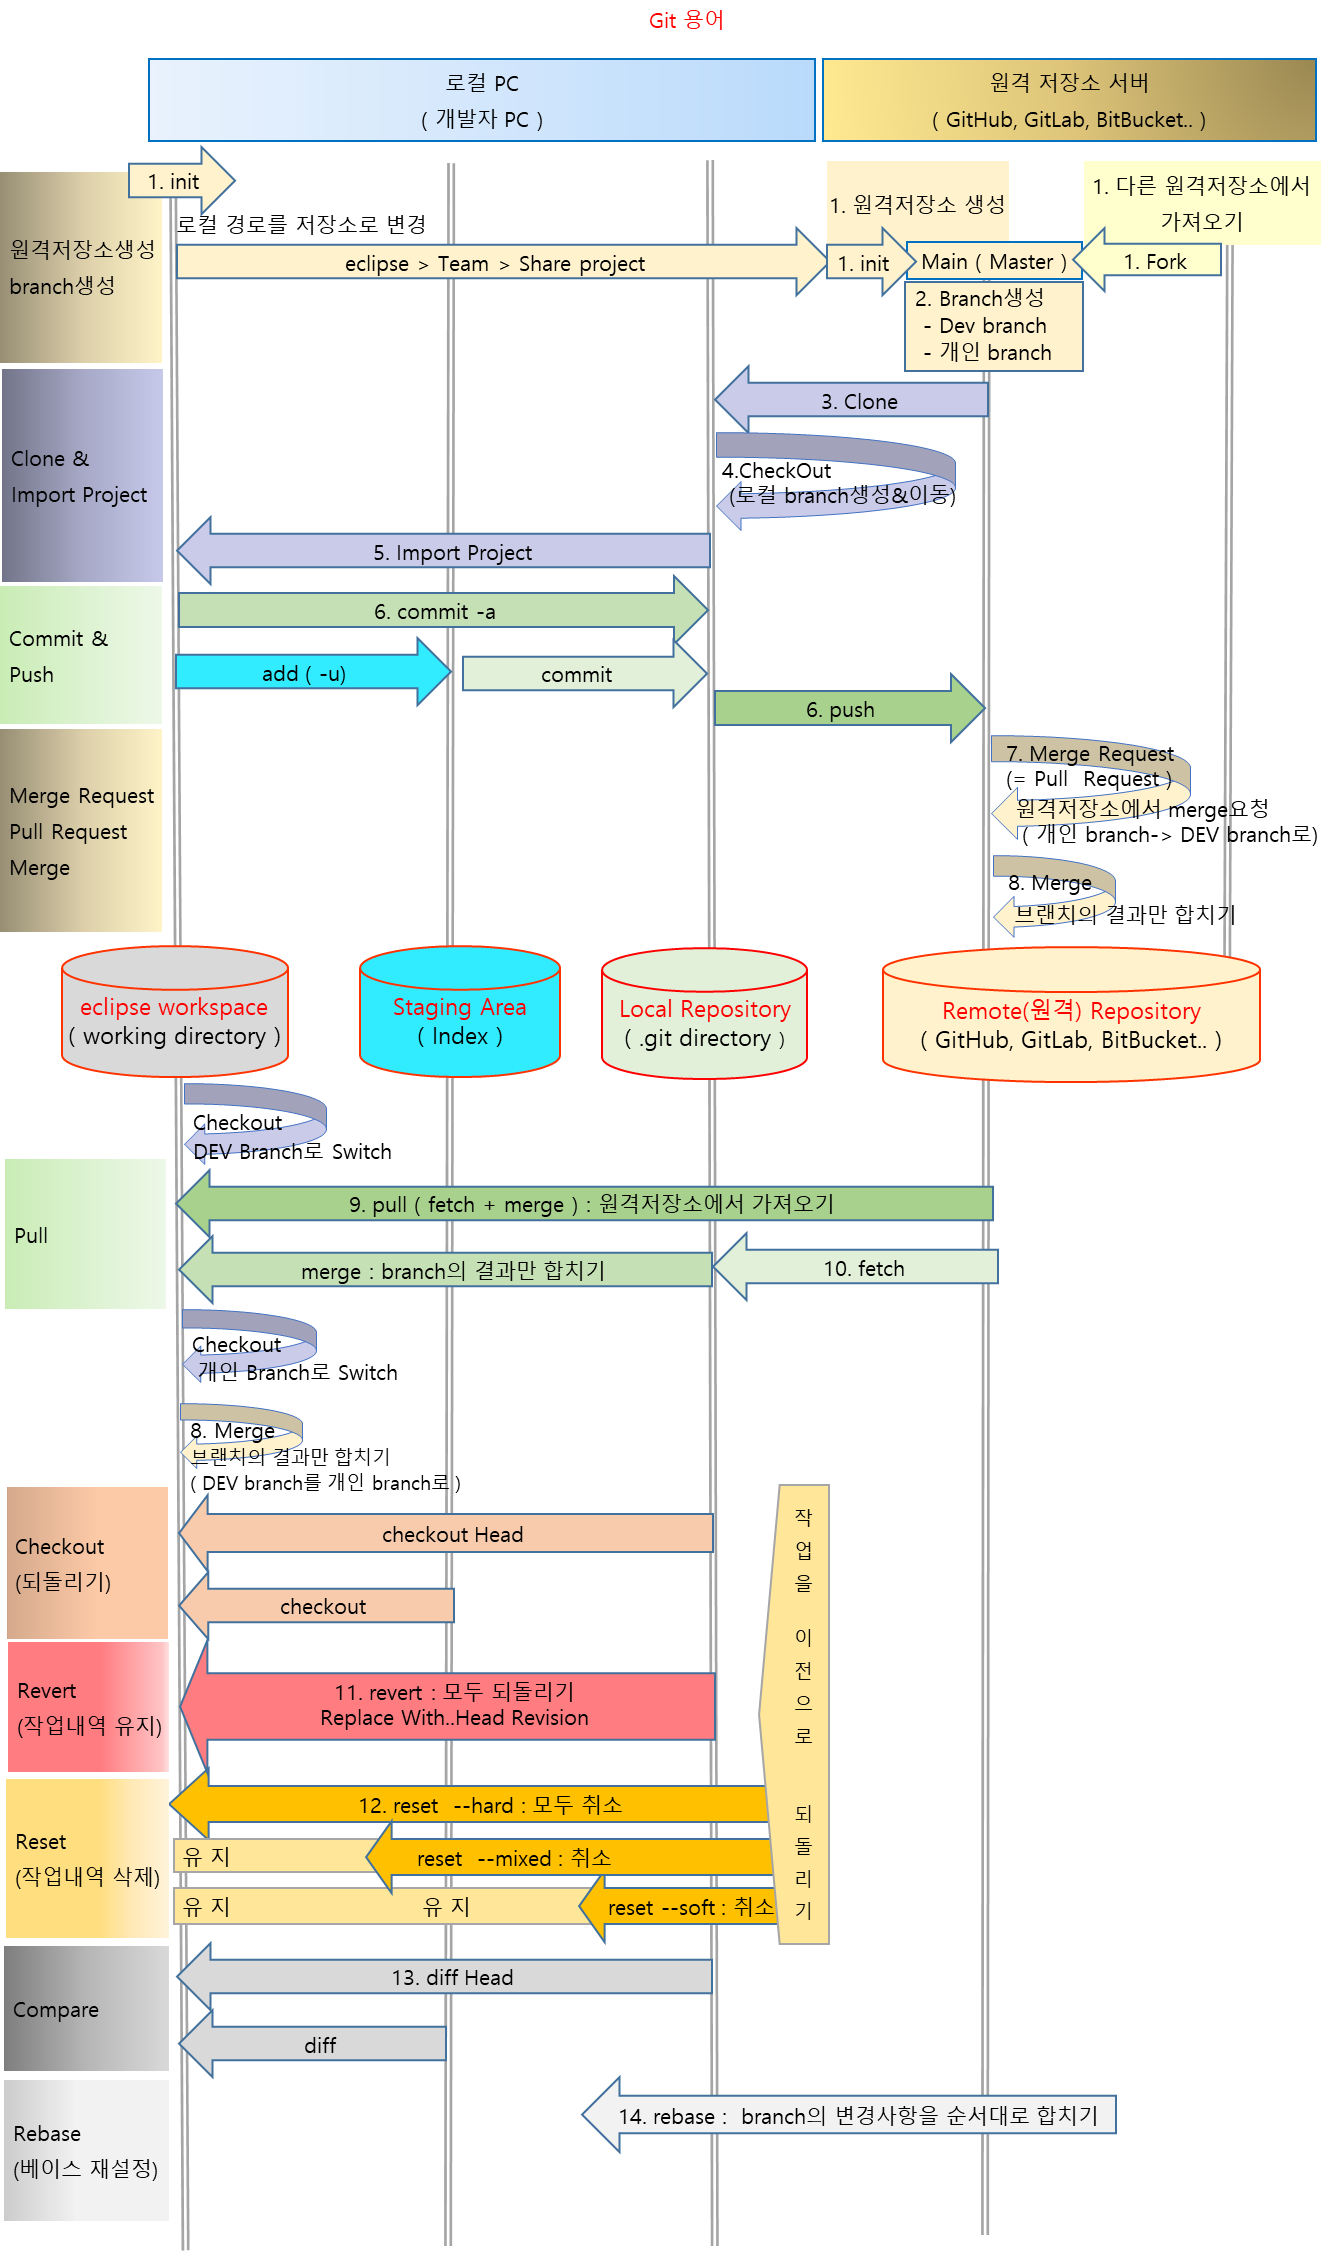 Git 용어
로컬 PC
( 개발자 PC )
원격 저장소 서버
( GitHub, GitLab, BitBucket.. )
1. init
로컬 경로를 저장소로 변경
1. 원격저장소 생성
1. 다른 원격저장소에서
가져오기
원격저장소생성
branch생성
eclipse > Team > Share project
1. init
Main ( Master )
1. Fork
2. Branch생성
- Dev branch
- 개인 branch
3. Clone
Clone &
Import Project
4.CheckOut
(로컬 branch생성&이동)
5. Import Project
6. commit -a
Commit &
Push
add ( -u)
commit
6. push
7. Merge Request
(= Pull Request )
원격저장소에서 merge요청
( 개인 branch-> DEV branch로)
Merge Request
Pull Request
Merge
8. Merge
브랜치의 결과만 합치기
eclipse workspace
( working directory )
Staging Area
( Index )
Local Repository
( .git directory )
Remote(원격) Repository
( GitHub, GitLab, BitBucket.. )
Checkout
DEV Branch로 Switch
Pull
9. pull ( fetch + merge ) : 원격저장소에서 가져오기
merge : branch의 결과만 합치기
10. fetch
Checkout
개인 Branch로 Switch
8. Merge
브랜치의 결과만 합치기
( DEV branch를 개인 branch로 )
Checkout
(되돌리기)
checkout Head
checkout
작업을 이전으로 되돌리기
Revert
(작업내역 유지)
11. revert : 모두 되돌리기
Replace With..Head Revision
Reset
(작업내역 삭제)
12. reset --hard : 모두 취소
유 지
reset --mixed : 취소
유 지
유 지
reset --soft : 취소
Compare
13. diff Head
diff
Rebase
(베이스 재설정)
14. rebase : branch의 변경사항을 순서대로 합치기